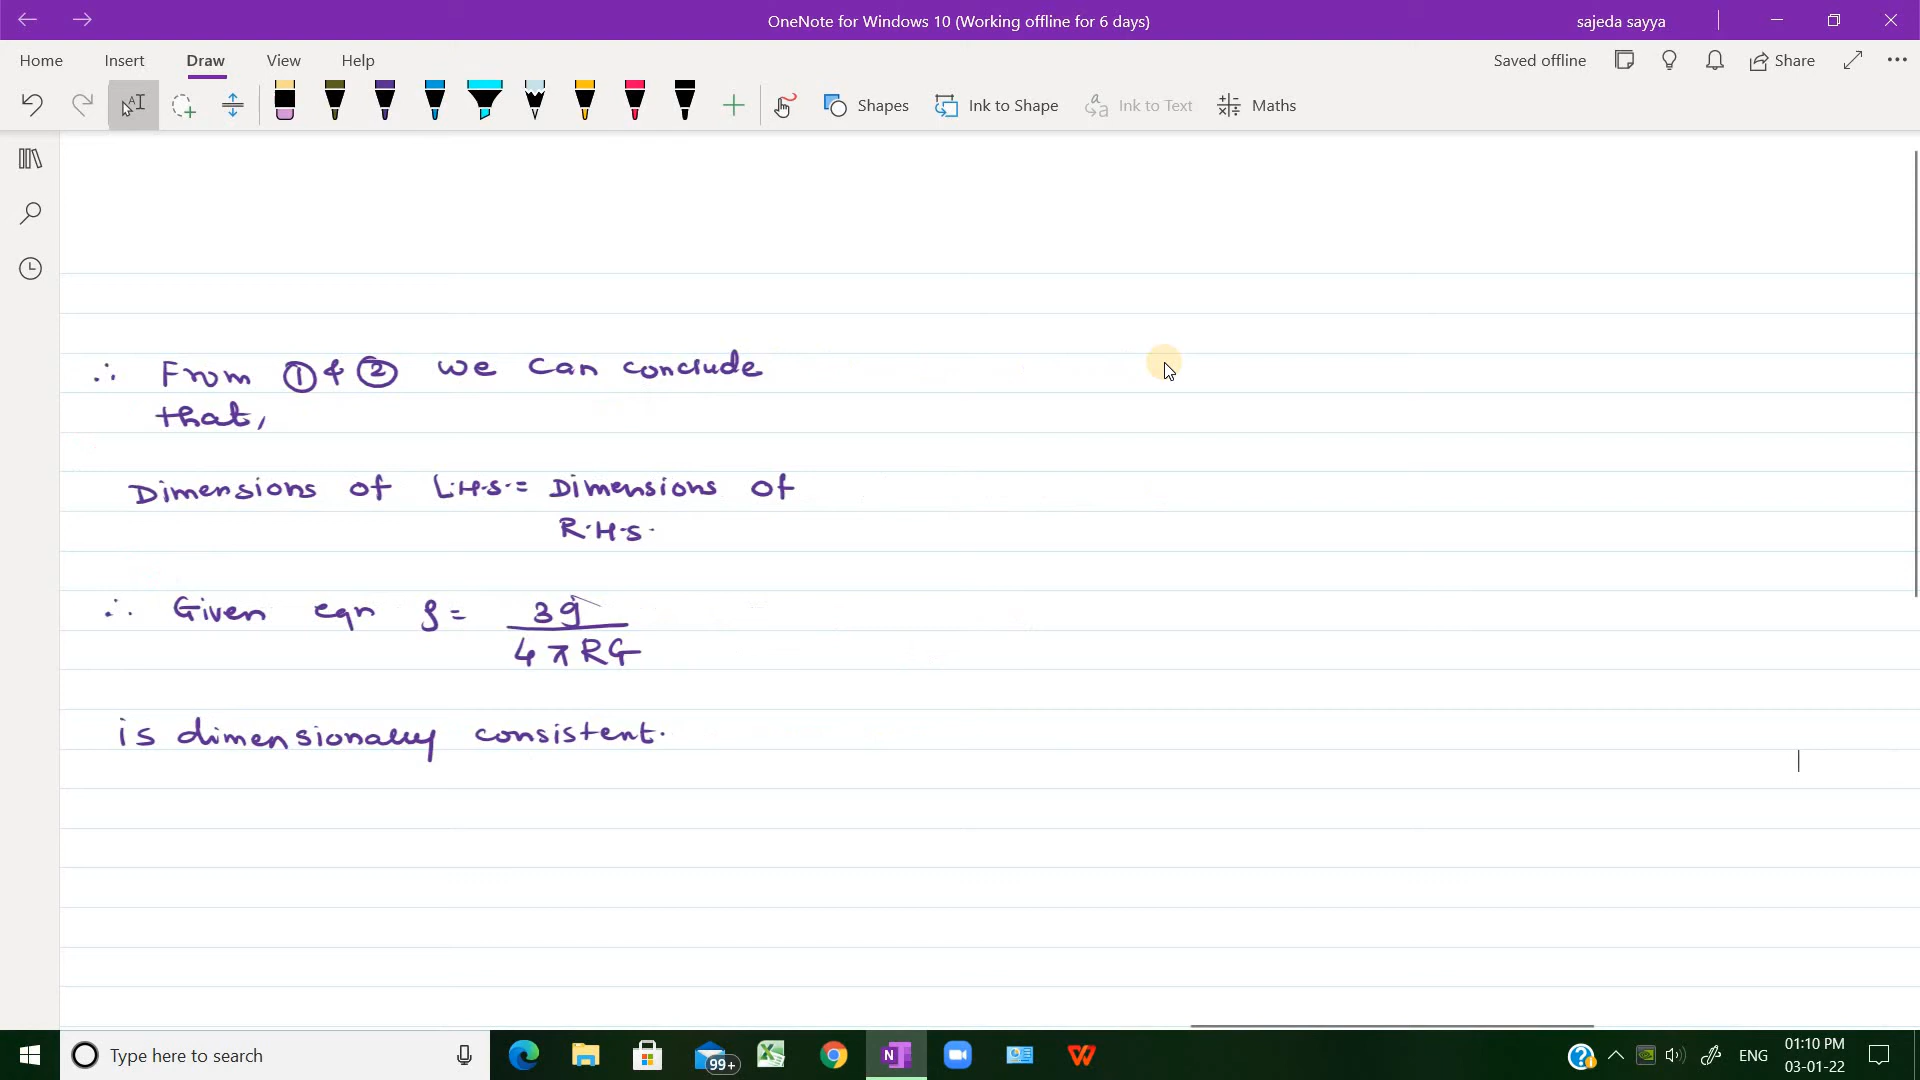 OneNote for Windows 10 (Working offline for 6 days)
sajeda sayya
Home Insert Draw View Help
Saved offline
Share
Shapes
Ink to Shape
Ink to Text
Maths
∴ From ① & ② we can conclude
that,
Dimensions of L.H.S. = Dimensions of
R.H.S.
∴ Given eqn ρ = 3g
4πRG
is dimensionally consistent.
Type here to search
99+
ENG
01:10 PM
03-01-22